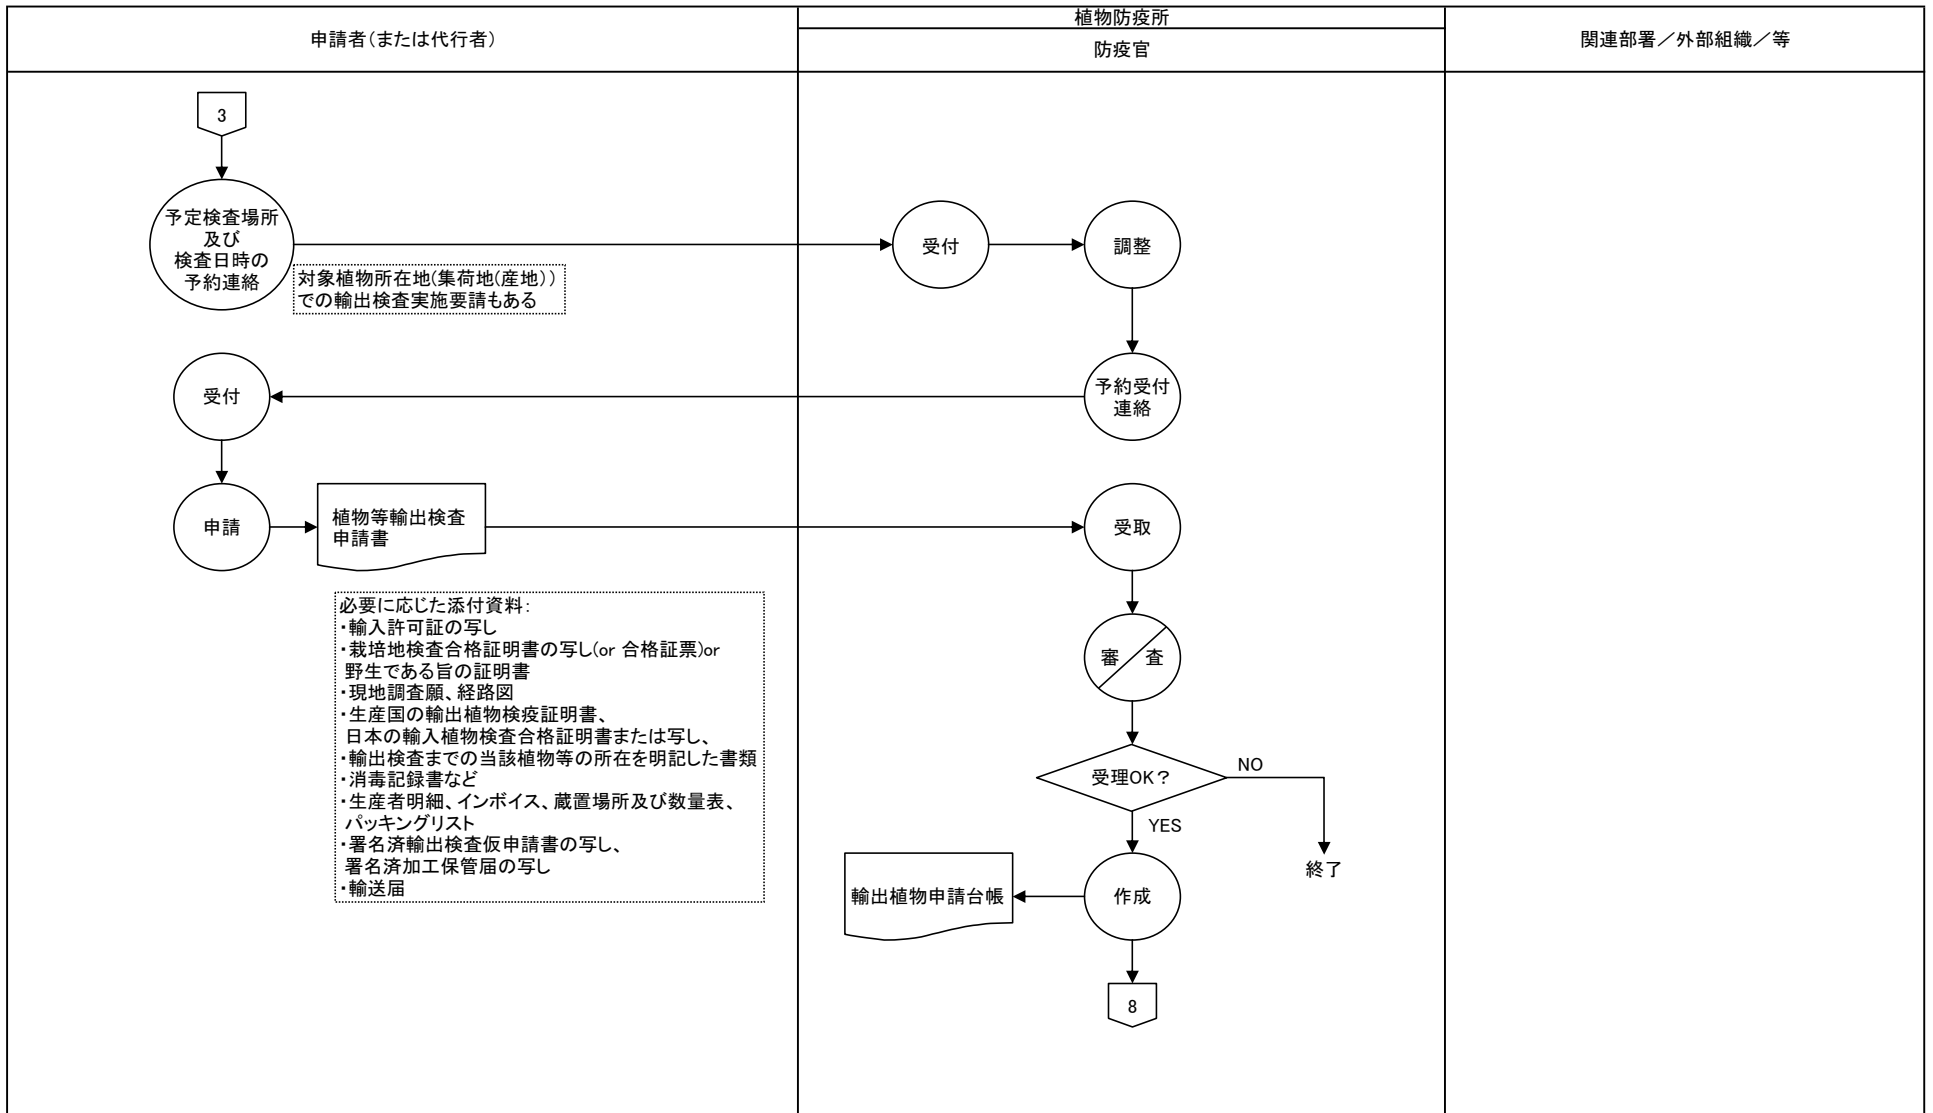 申請者（または代行者）
植物防疫所
防疫官
関連部署／外部組織／等
3
予定検査場所
及び
検査日時の
予約連絡
対象植物所在地(集荷地(産地））
での輸出検査実施要請もある
受付
調整
受付
予約受付
連絡
申請
植物等輸出検査
申請書
受取
必要に応じた添付資料：
・輸入許可証の写し
・栽培地検査合格証明書の写し(or 合格証票)or
野生である旨の証明書
・現地調査願、経路図
・生産国の輸出植物検疫証明書、
日本の輸入植物検査合格証明書または写し、
・輸出検査までの当該植物等の所在を明記した書類
・消毒記録書など
・生産者明細、インボイス、蔵置場所及び数量表、
パッキングリスト
・署名済輸出検査仮申請書の写し、
署名済加工保管届の写し
・輸送届
審 査
受理OK？
NO
YES
終了
輸出植物申請台帳
作成
8